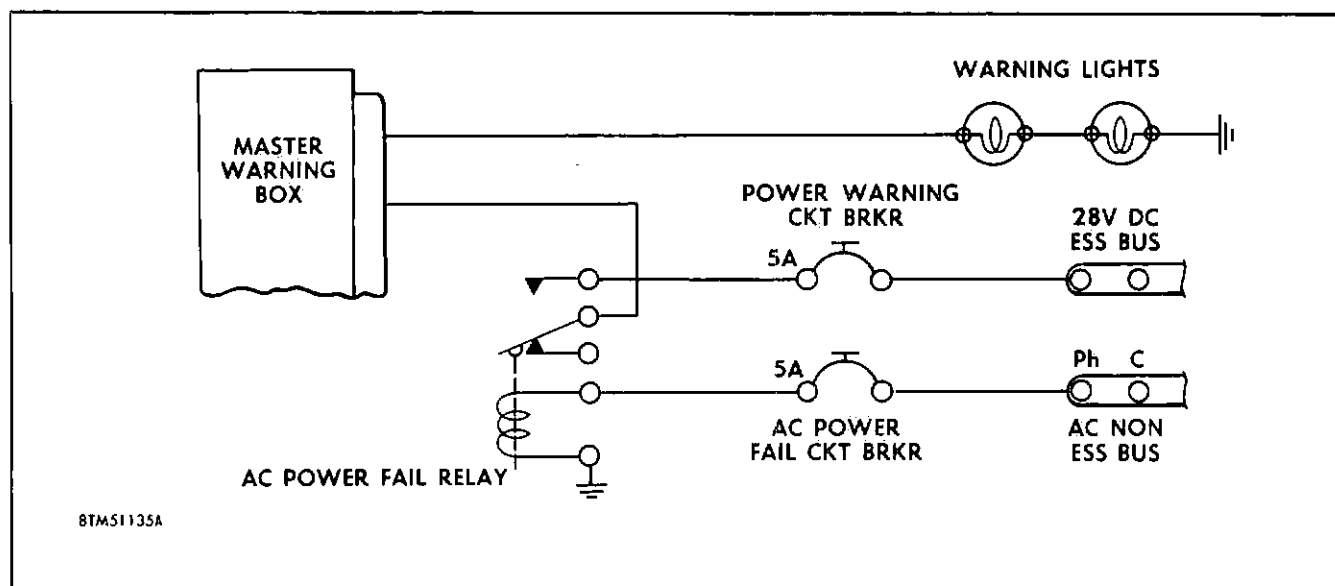 WARNING LIGHTS
MASTER
WARNING
BOX
POWER WARNING
CKT BRKR
5A
28V DC
ESS BUS
5A
Ph C
AC POWER
FAIL CKT BRKR
AC NON
ESS BUS
AC POWER FAIL RELAY
8TM51135A